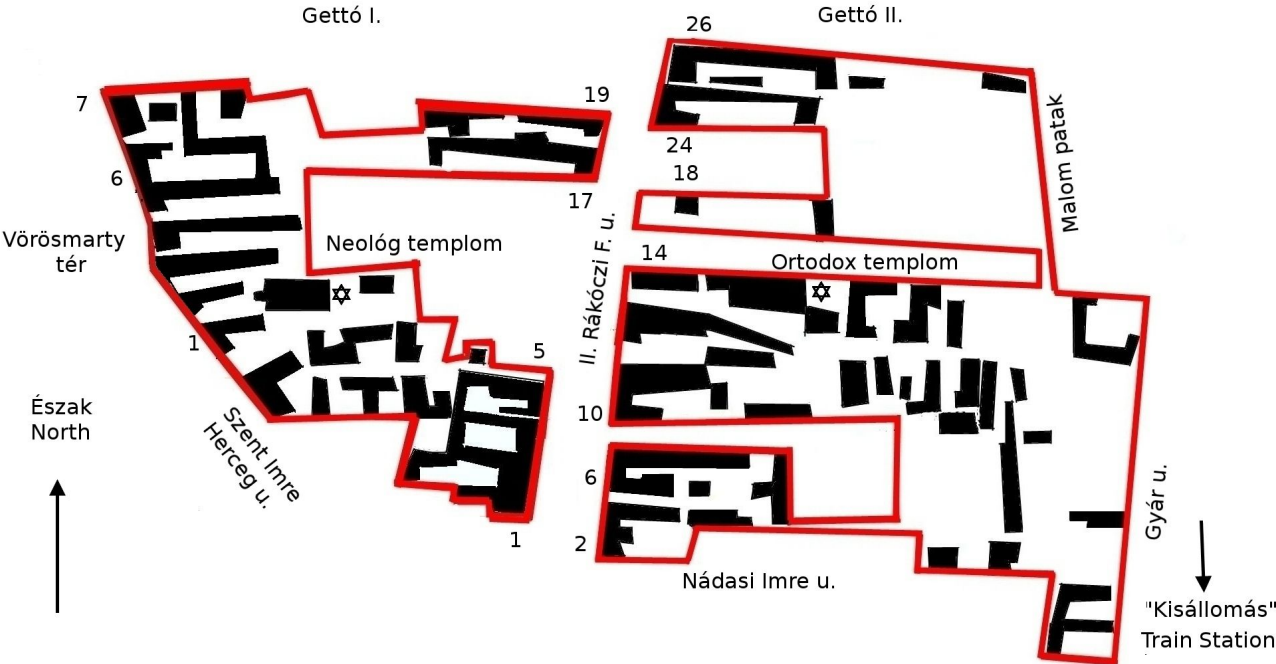 Gettó I.
Gettó II.
26
7
19
Malom patak
24
18
6
17
Vörösmarty
tér
Neológ templom
II. Rákóczi F. u.
14
Ortodox templom
1
5
Észak
North
Szent Imre
Herceg u.
10
6
Gyár u.
1
2
Nádasi Imre u.
"Kisállomás"
Train Station